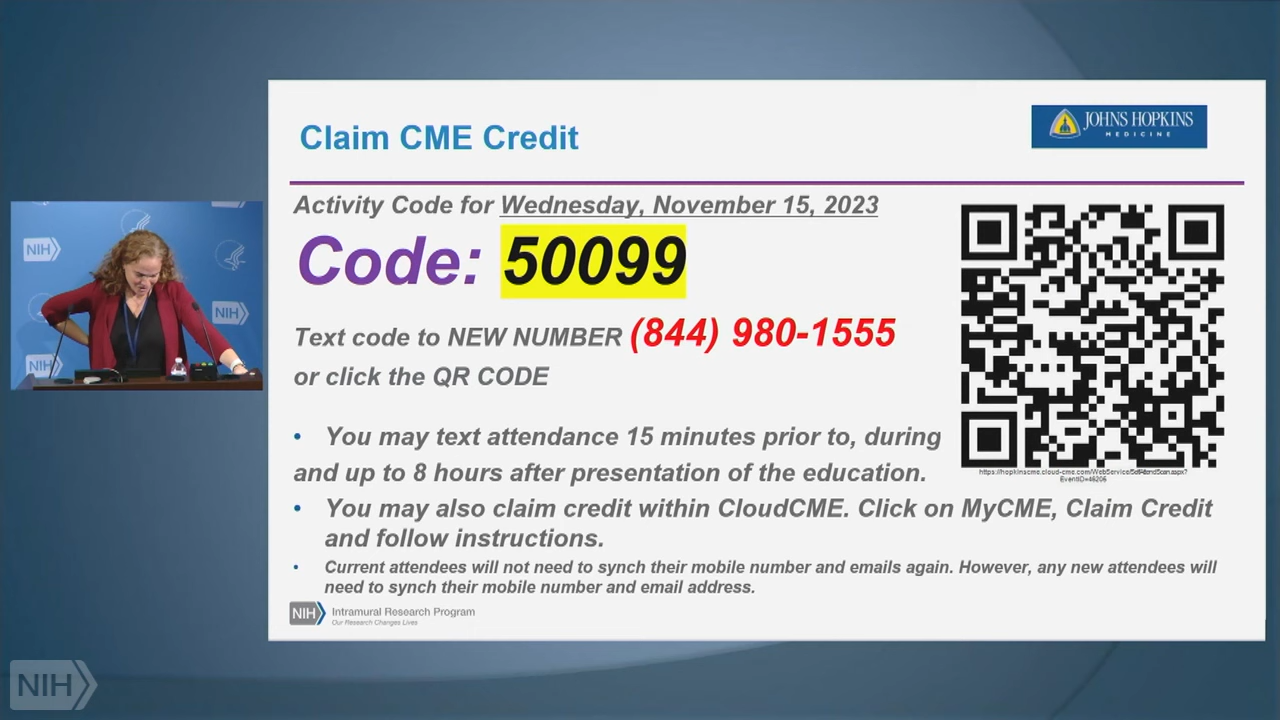 Claim CME Credit
JOHNS HOPKINS
MEDICINE
Activity Code for Wednesday, November 15, 2023
Code: 50099
Text code to NEW NUMBER (844) 980-1555
or click the QR CODE
• You may text attendance 15 minutes prior to, during
and up to 8 hours after presentation of the education.
• You may also claim credit within CloudCME. Click on MyCME, Claim Credit
and follow instructions.
• Current attendees will not need to synch their mobile number and emails again. However, any new attendees will
need to synch their mobile number and email address.
EventID=46206
NIH Intramural Research Program
Our Research Changes Lives
NIH
NIH
NIH
NIH